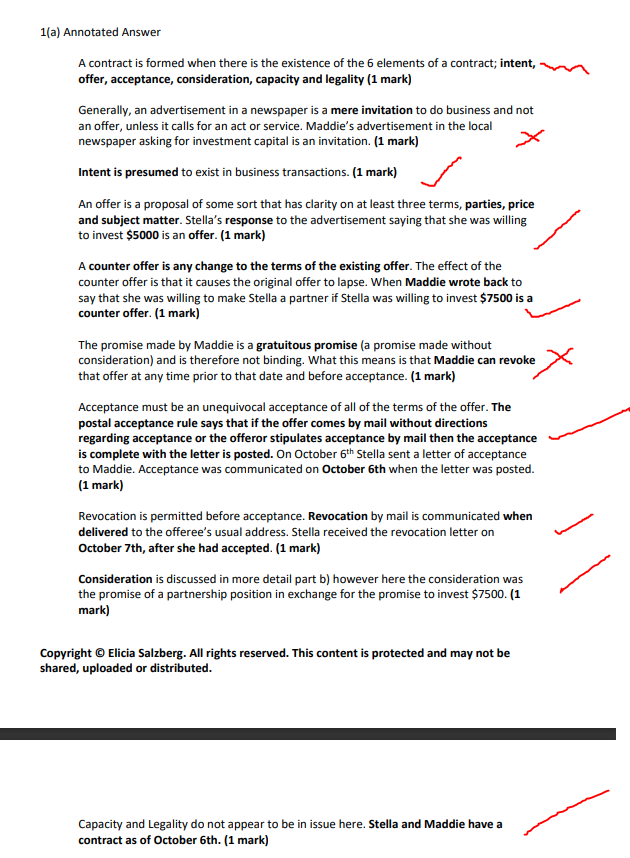 1(a) Annotated Answer
A contract is formed when there is the existence of the 6 elements of a contract; intent,
offer, acceptance, consideration, capacity and legality (1 mark)
Generally, an advertisement in a newspaper is a mere invitation to do business and not
an offer, unless it calls for an act or service. Maddie's advertisement in the local
newspaper asking for investment capital is an invitation. (1 mark)
Intent is presumed to exist in business transactions. (1 mark)
An offer is a proposal of some sort that has clarity on at least three terms, parties, price
and subject matter. Stella's response to the advertisement saying that she was willing
to invest $5000 is an offer. (1 mark)
A counter offer is any change to the terms of the existing offer. The effect of the
counter offer is that it causes the original offer to lapse. When Maddie wrote back to
say that she was willing to make Stella a partner if Stella was willing to invest $7500 is a
counter offer. (1 mark)
The promise made by Maddie is a gratuitous promise (a promise made without
consideration) and is therefore not binding. What this means is that Maddie can revoke
that offer at any time prior to that date and before acceptance. (1 mark)
Acceptance must be an unequivocal acceptance of all of the terms of the offer. The
postal acceptance rule says that if the offer comes by mail without directions
regarding acceptance or the offeror stipulates acceptance by mail then the acceptance
is complete with the letter is posted. On October 6th Stella sent a letter of acceptance
to Maddie. Acceptance was communicated on October 6th when the letter was posted.
(1 mark)
Revocation is permitted before acceptance. Revocation by mail is communicated when
delivered to the offeree's usual address. Stella received the revocation letter on
October 7th, after she had accepted. (1 mark)
Consideration is discussed in more detail part b) however here the consideration was
the promise of a partnership position in exchange for the promise to invest $7500. (1
mark)
Copyright © Elicia Salzberg. All rights reserved. This content is protected and may not be
shared, uploaded or distributed.
Capacity and Legality do not appear to be in issue here. Stella and Maddie have a
contract as of October 6th. (1 mark)